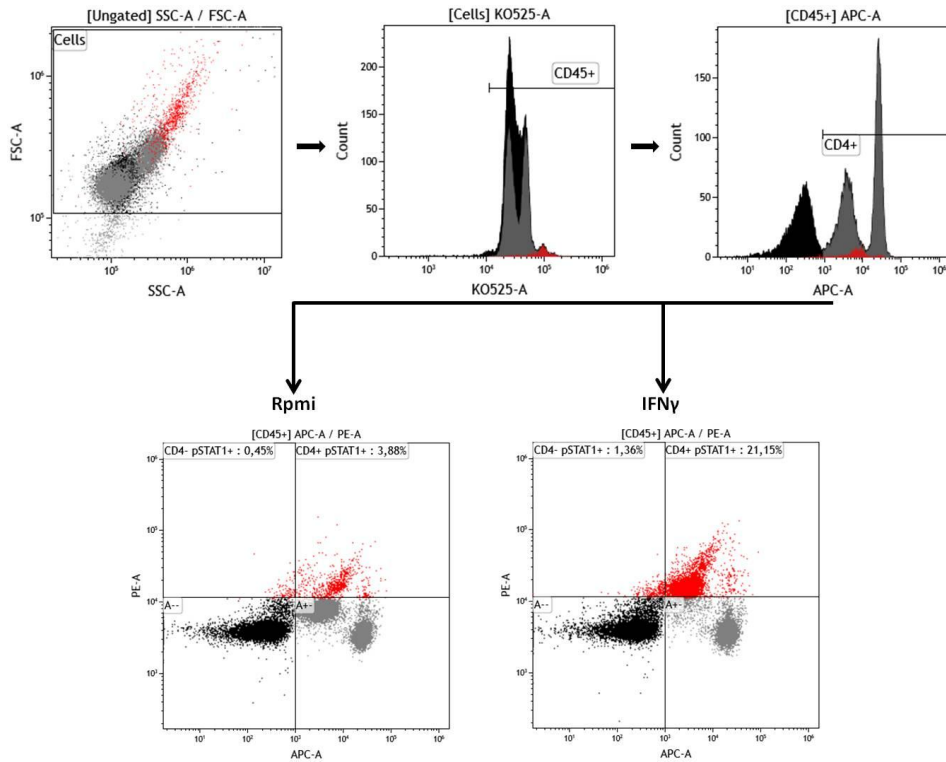 [Ungated] SSC-A / FSC-A
Cells
10⁶
10⁵
FSC-A
10⁵ 10⁶ 10⁷
SSC-A
[Cells] KO525-A
CD45+
200
150
100
50
0
Count
10³ 10⁴ 10⁵ 10⁶
KO525-A
[CD45+] APC-A
CD4+
150
100
50
0
Count
10¹ 10² 10³ 10⁴ 10⁵ 10⁶
APC-A
Rpmi
[CD45+] APC-A / PE-A
CD4- pSTAT1+ : 0,45% CD4+ pSTAT1+ : 3,88%
10⁶
10⁵
10⁴
10³
PE-A
A-- A+-
10¹ 10² 10³ 10⁴ 10⁵ 10⁶
APC-A
IFNγ
[CD45+] APC-A / PE-A
CD4- pSTAT1+ : 1,36% CD4+ pSTAT1+ : 21,15%
10⁶
10⁵
10⁴
10³
PE-A
A-- A+-
10¹ 10² 10³ 10⁴ 10⁵ 10⁶
APC-A